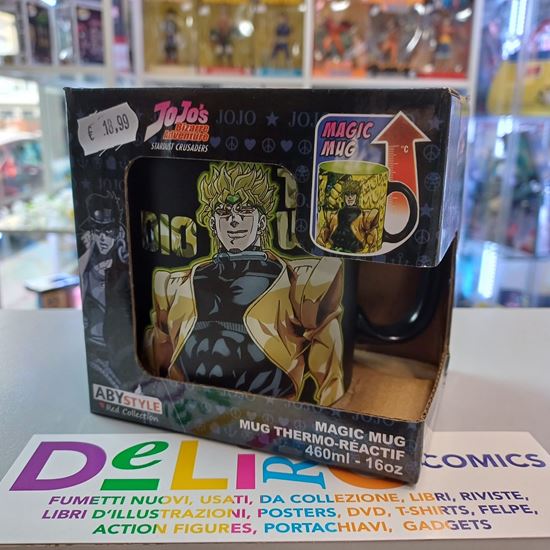 € 18,99
JoJo's
Bizarre
Adventure
STARDUST CRUSADERS
JOJO ★ JOJO
MAGIC
MUG
°C
DIO
ABYSTYLE
Red Collection
MAGIC MUG
MUG THERMO-RÉACTIF
460ml - 16oz
DeLiRi COMICS
FUMETTI NUOVI, USATI, DA COLLEZIONE, LIBRI, RIVISTE,
LIBRI D'ILLUSTRAZIONI, POSTERS, DVD, T-SHIRTS, FELPE,
ACTION FIGURES, PORTACHIAVI, GADGETS